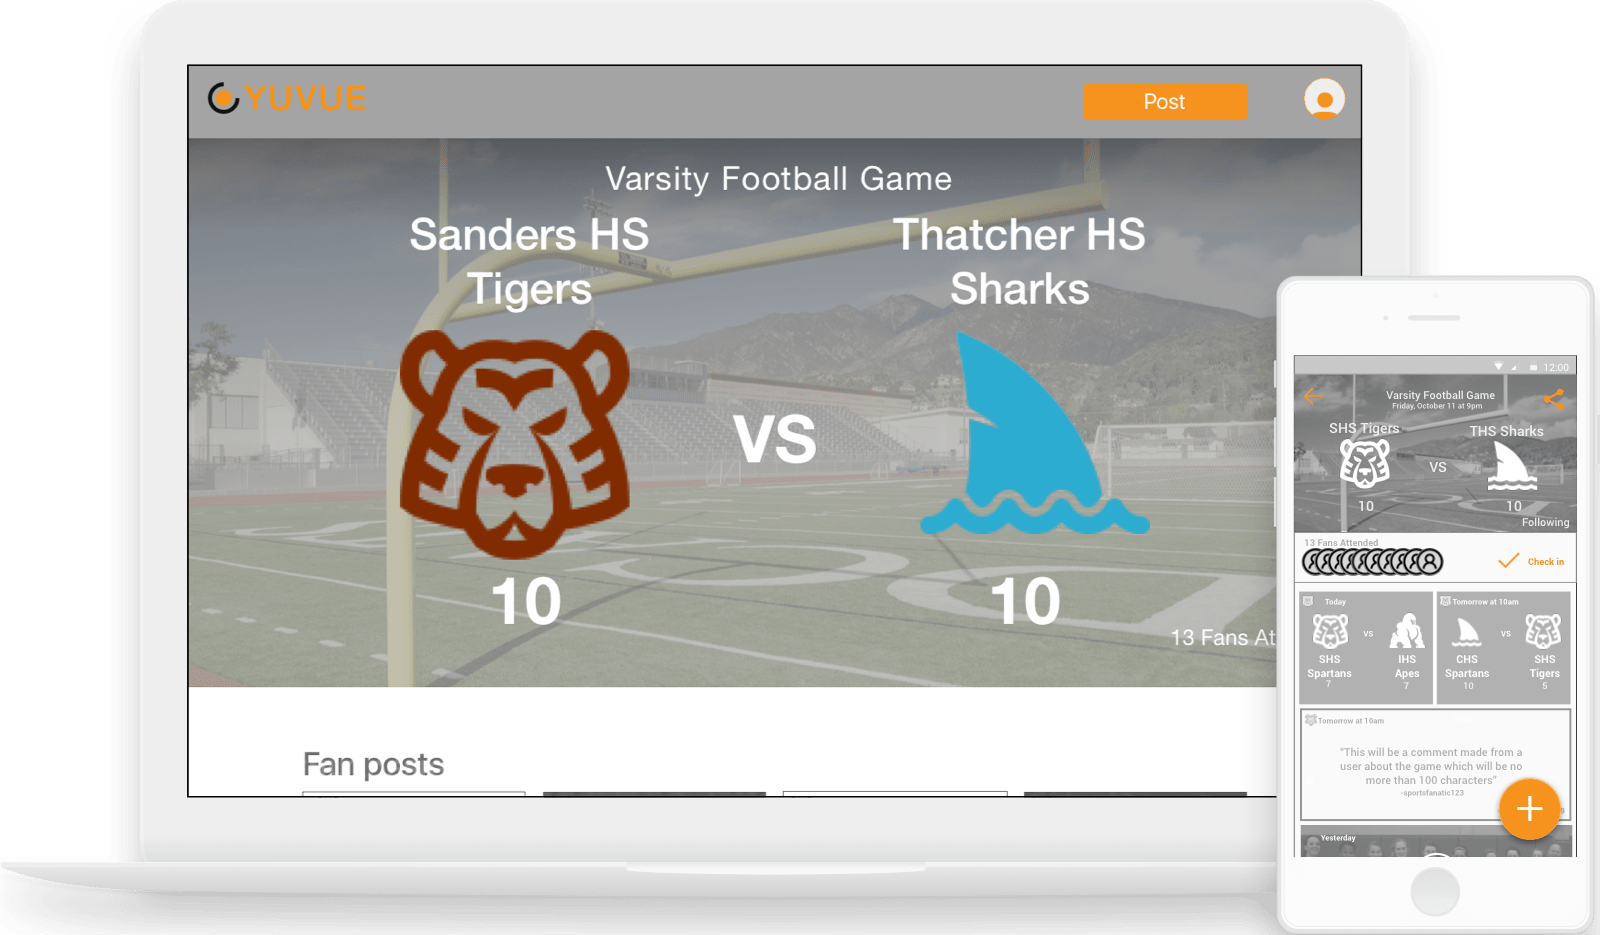 YUVUE
Post
Varsity Football Game
Sanders HS
Tigers
Thatcher HS
Sharks
VS
10
10
13 Fans At
Fan posts
12:00
Varsity Football Game
Friday, October 11 at 9pm
SHS Tigers
THS Sharks
VS
10
10
Following
13 Fans Attended
Check in
Today
VS
SHS
Spartans
7
IHS
Apes
7
Tomorrow at 10am
VS
CHS
Spartans
10
SHS
Tigers
5
Tomorrow at 10am
"This will be a comment made from a
user about the game which will be no
more than 100 characters"
-sportsfanatic123
Yesterday